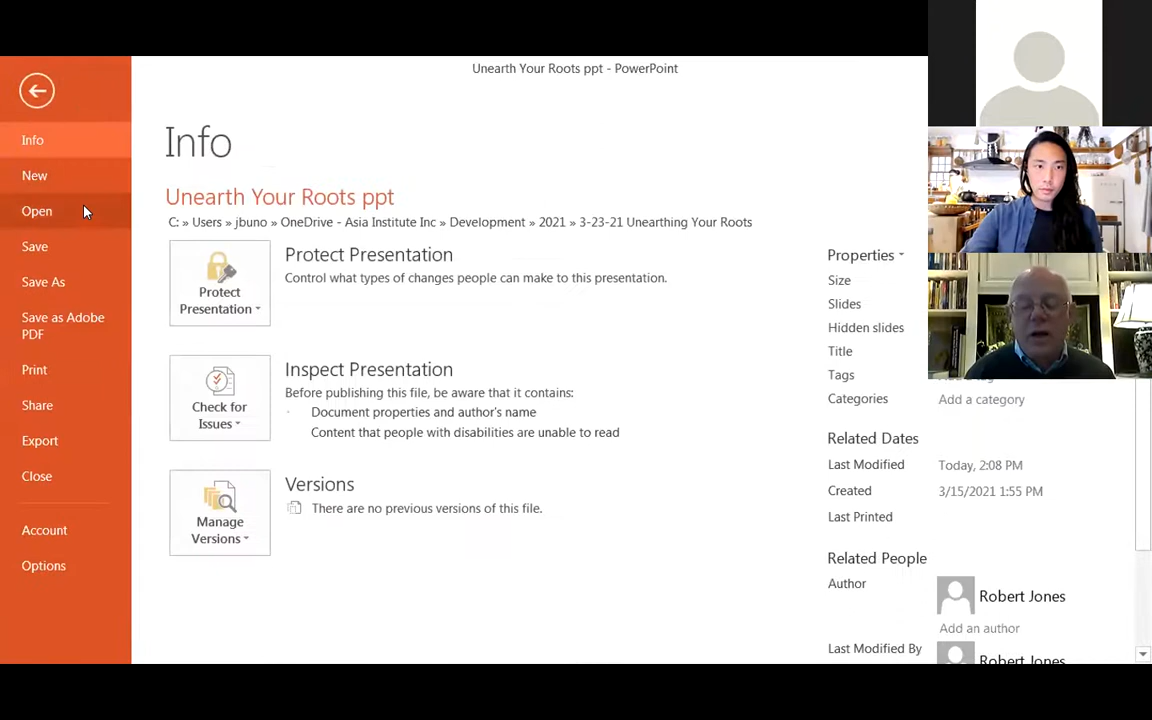 Unearth Your Roots ppt - PowerPoint
Info
New
Open
Save
Save As
Save as Adobe
PDF
Print
Share
Export
Close
Account
Options
Info
Unearth Your Roots ppt
C: » Users » jbuno » OneDrive - Asia Institute Inc » Development » 2021 » 3-23-21 Unearthing Your Roots
Protect
Presentation
Protect Presentation
Control what types of changes people can make to this presentation.
Check for
Issues
Inspect Presentation
Before publishing this file, be aware that it contains:
Document properties and author's name
Content that people with disabilities are unable to read
Manage
Versions
Versions
There are no previous versions of this file.
Properties
Size
Slides
Hidden slides
Title
Tags
Categories Add a category
Related Dates
Last Modified Today, 2:08 PM
Created 3/15/2021 1:55 PM
Last Printed
Related People
Author
Robert Jones
Add an author
Last Modified By
Robert Jones